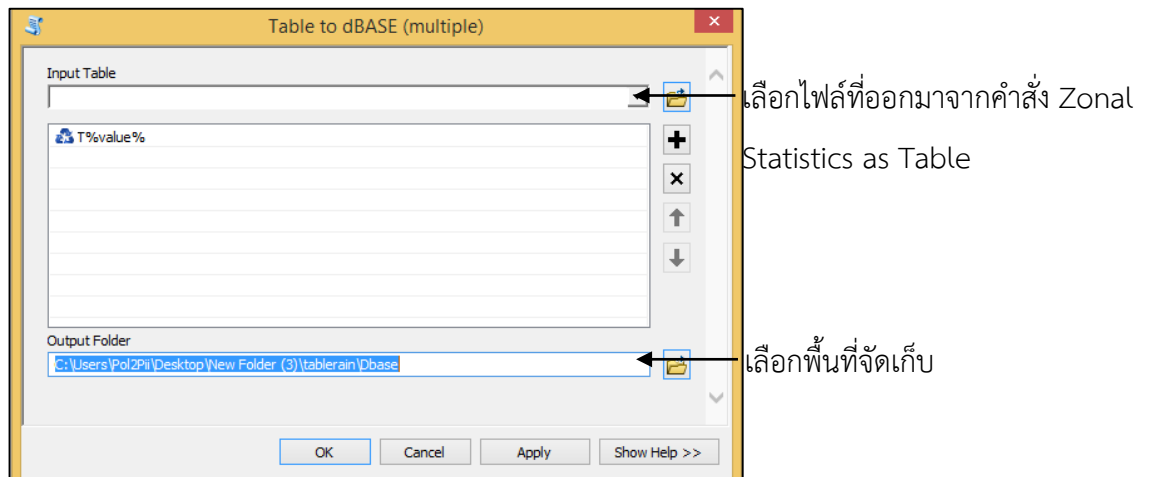 Table to dBASE (multiple)
Input Table
เลือกไฟล์ที่ออกมาจากคำสั่ง Zonal
Statistics as Table
T%value%
Output Folder
C:\Users\Pol2Pii\Desktop\New Folder (3)\tablerain\Dbase
เลือกพื้นที่จัดเก็บ
OK
Cancel
Apply
Show Help >>